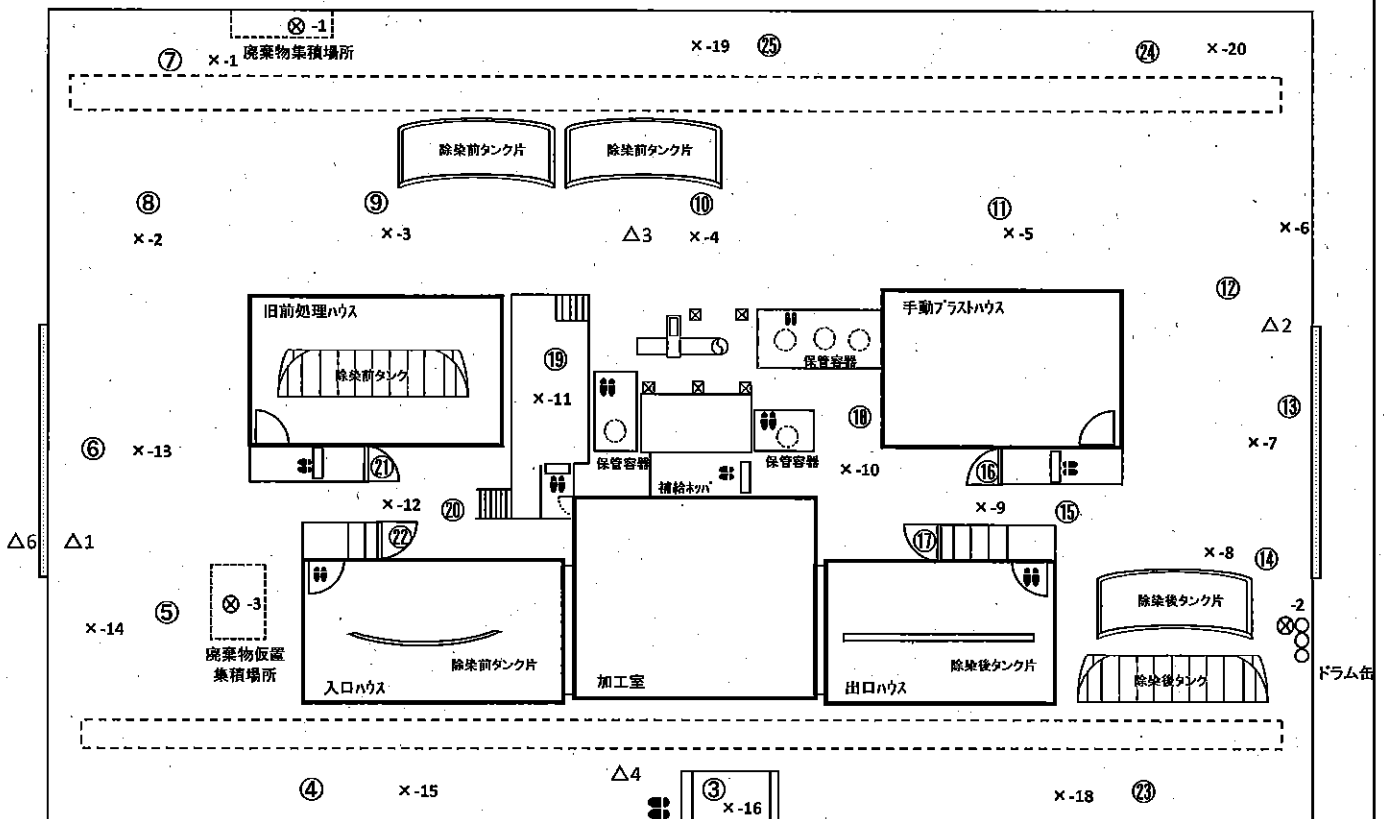 ⊗ -1
廃棄物集積場所
⑦ × -1
× -19 ㉕
㉔ × -20
除染前タンク片
除染前タンク片
⑧
× -2
⑨
× -3
⑩
△3 × -4
⑪
× -5
× -6
⑫
△2
旧前処理ハウス
除染前タンク
⑲
× -11
保管容器
手動ブラストハウス
保管容器
保管容器
⑱
× -10
⑬
× -7
⑥ × -13
㉑
補給ホッパ
⑯
× -12 ⑳
× -9 ⑮
△6 △1
㉒
⑰
× -8 ⑭
⑤ ⊗ -3
× -14
廃棄物仮置
集積場所
除染前タンク片
入口ハウス
加工室
除染後タンク片
出口ハウス
除染後タンク片
-2
⊗
除染後タンク
ドラム缶
④ × -15
△4
③
× -16
× -18 ㉓